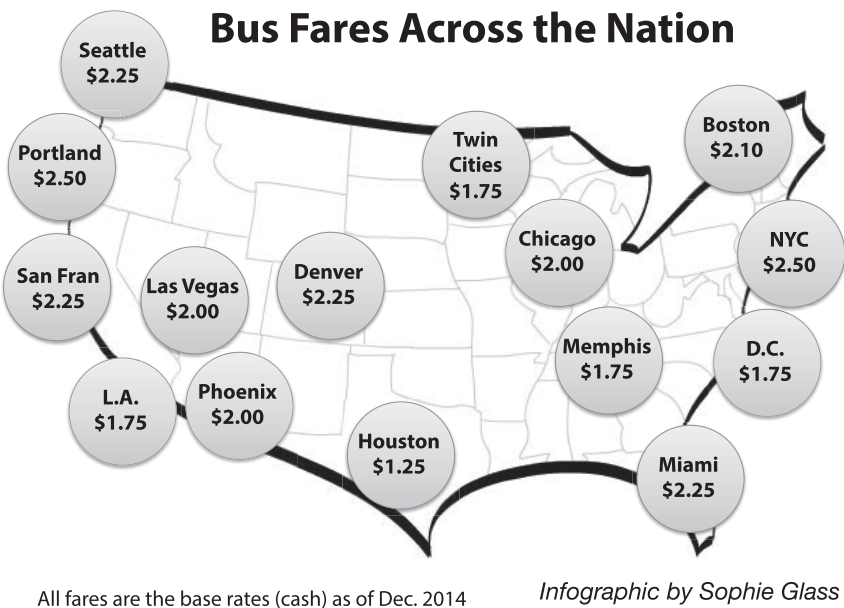 Bus Fares Across the Nation
Seattle
$2.25
Portland
$2.50
San Fran
$2.25
Las Vegas
$2.00
Denver
$2.25
Twin
Cities
$1.75
Chicago
$2.00
Boston
$2.10
NYC
$2.50
Memphis
$1.75
D.C.
$1.75
L.A.
$1.75
Phoenix
$2.00
Houston
$1.25
Miami
$2.25
All fares are the base rates (cash) as of Dec. 2014
Infographic by Sophie Glass